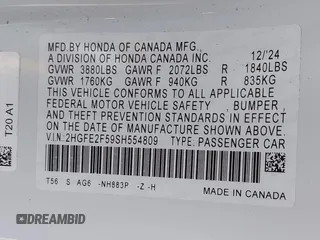 MFD. BY HONDA OF CANADA MFG.,
A DIVISION OF HONDA CANADA INC. 12/'24
GVWR 3880LBS GAWR F 2072LBS R 1840LBS
GVWR 1760KG GAWR F 940KG R 835KG
THIS VEHICLE CONFORMS TO ALL APPLICABLE
FEDERAL MOTOR VEHICLE SAFETY, BUMPER, AND
THEFT PREVENTION STANDARDS IN EFFECT ON
THE DATE OF MANUFACTURE SHOWN ABOVE.
V.I.N:2HGFE2F59SH554809 TYPE:PASSENGER CAR
T56 S AG6 -NH883P -Z -H
MADE IN CANADA
T20 A1
DREAMBID